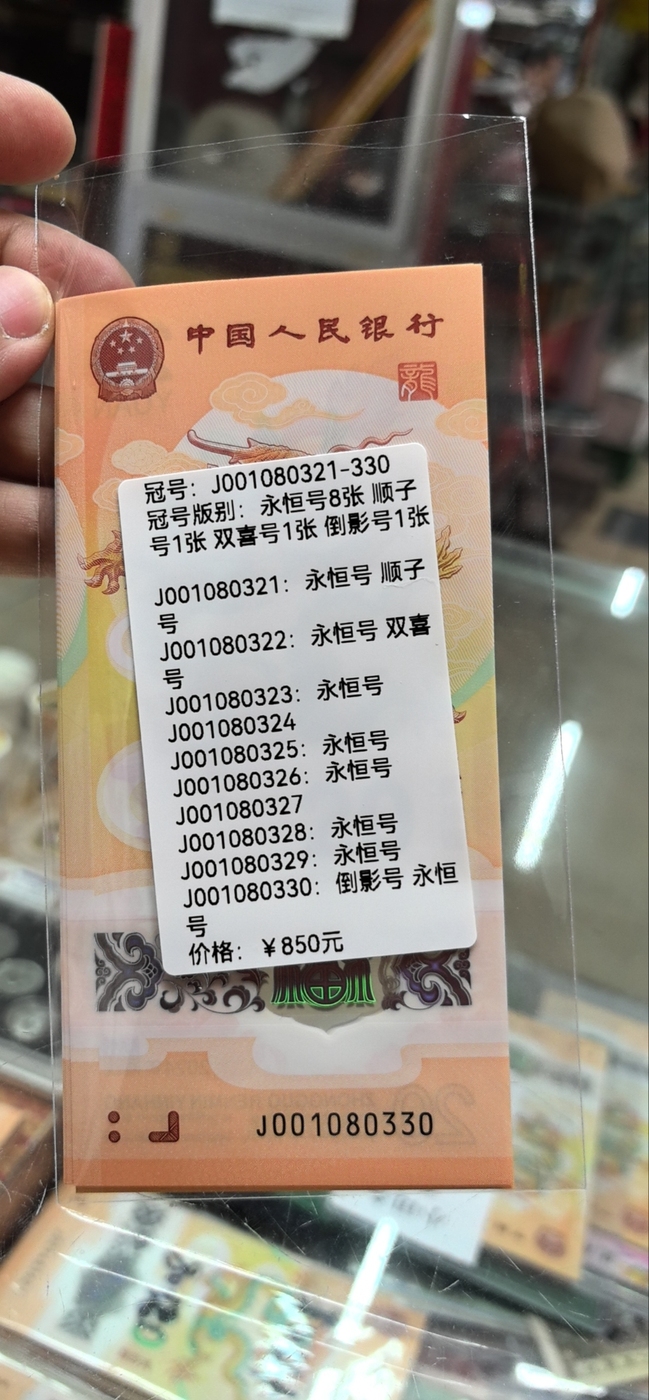 中国人民银行
龍
冠号：J001080321-330
冠号版别：永恒号8张 顺子
号1张 双喜号1张 倒影号1张
J001080321：永恒号 顺子
号
J001080322：永恒号 双喜
号
J001080323：永恒号
J001080324
J001080325：永恒号
J001080326：永恒号
J001080327
J001080328：永恒号
J001080329：永恒号
J001080330：倒影号 永恒
号
价格：￥850元
J001080330